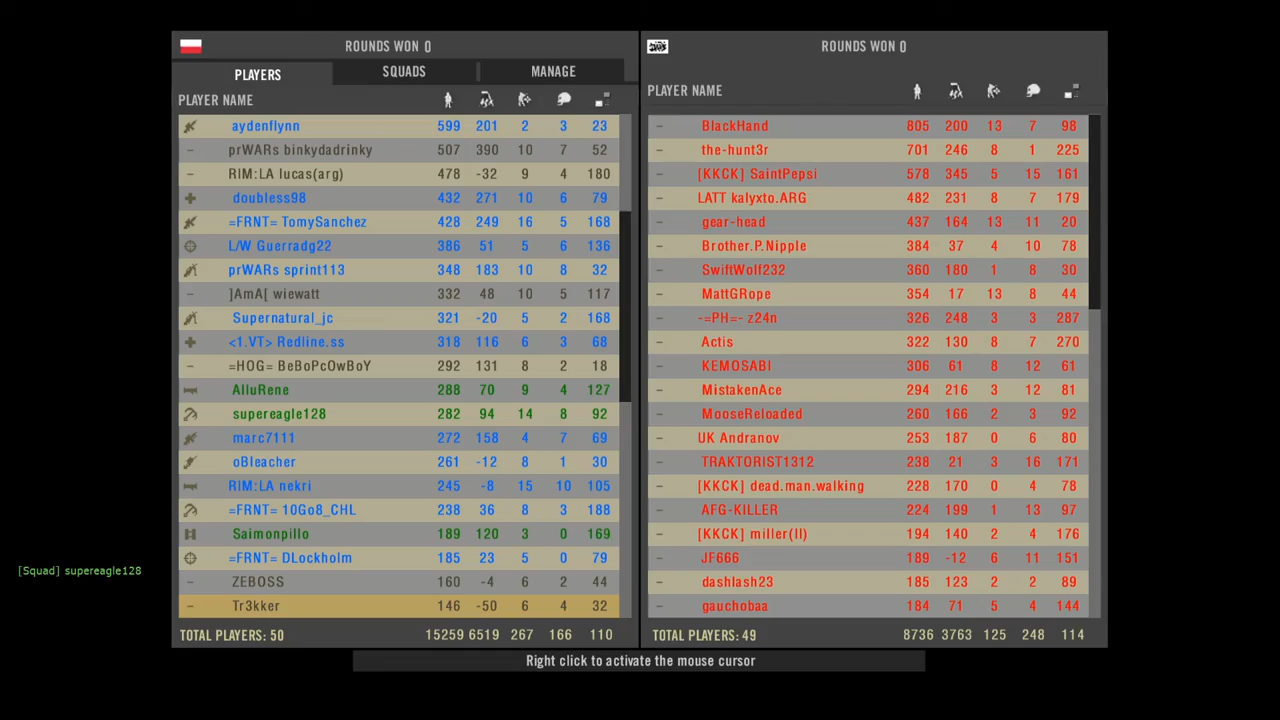 ROUNDS WON 0
PLAYERS SQUADS MANAGE
PLAYER NAME
aydenflynn 599 201 2 3 23
prWARs binkydadrinky 507 390 10 7 52
RIM:LA lucas(arg) 478 -32 9 4 180
doubless98 432 271 10 6 79
=FRNT= TomySanchez 428 249 16 5 168
L/W Guerradg22 386 51 5 6 136
prWARs sprint113 348 183 10 8 32
]AmA[ wiewatt 332 48 10 5 117
Supernatural_jc 321 -20 5 2 168
<1.VT> Redline.ss 318 116 6 3 68
=HOG= BeBoPcOwBoY 292 131 8 2 18
AlluRene 288 70 9 4 127
supereagle128 282 94 14 8 92
marc7111 272 158 4 7 69
oBleacher 261 -12 8 1 30
RIM:LA nekri 245 -8 15 10 105
=FRNT= 10Go8_CHL 238 36 8 3 188
Saimonpillo 189 120 3 0 169
=FRNT= DLockholm 185 23 5 0 79
ZEBOSS 160 -4 6 2 44
Tr3kker 146 -50 6 4 32
TOTAL PLAYERS: 50 15259 6519 267 166 110
ROUNDS WON 0
PLAYER NAME
BlackHand 805 200 13 7 98
the-hunt3r 701 246 8 1 225
[KKCK] SaintPepsi 578 345 5 15 161
LATT kalyxto.ARG 482 231 8 7 179
gear-head 437 164 13 11 20
Brother.P.Nipple 384 37 4 10 78
SwiftWolf232 360 180 1 8 30
MattGRope 354 17 13 8 44
-=PH=- z24n 326 248 3 3 287
Actis 322 130 8 7 270
KEMOSABI 306 61 8 12 61
MistakenAce 294 216 3 12 81
MooseReloaded 260 166 2 3 92
UK Andranov 253 187 0 6 80
TRAKTORIST1312 238 21 3 16 171
[KKCK] dead.man.walking 228 170 0 4 78
AFG-KILLER 224 199 1 13 97
[KKCK] miller(ll) 194 140 2 4 176
JF666 189 -12 6 11 151
dashlash23 185 123 2 2 89
gauchobaa 184 71 5 4 144
TOTAL PLAYERS: 49 8736 3763 125 248 114
[Squad] supereagle128
Right click to activate the mouse cursor